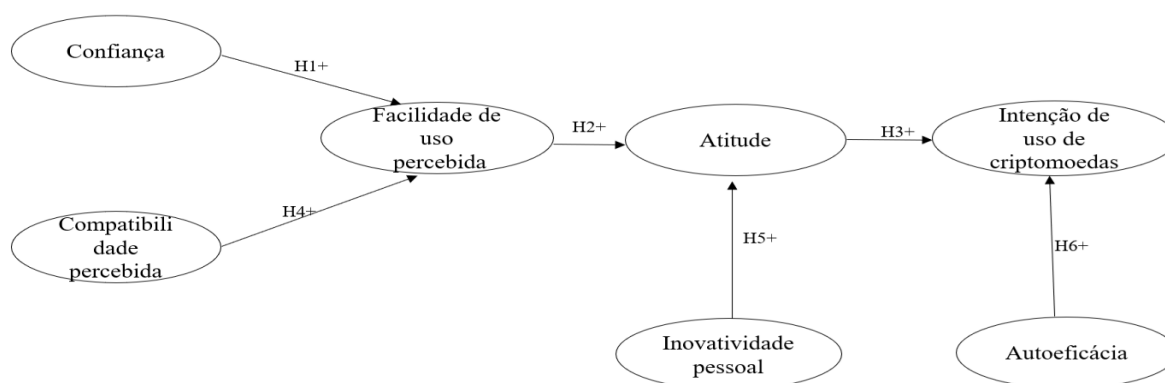 Confiança
H1+
Facilidade de
uso
percebida
H2+
Atitude
H3+
Intenção de
uso de
criptomoedas
H4+
Compatibili
dade
percebida
H5+
H6+
Inovatividade
pessoal
Autoeficácia